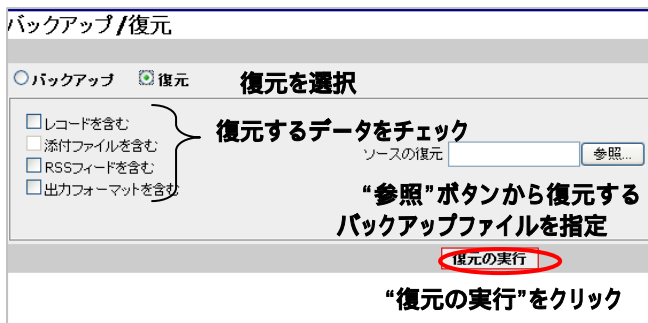 バックアップ/復元
バックアップ 復元 復元を選択
レコードを含む
復元するデータをチェック
添付ファイルを含む
ソースの復元 参照...
RSSフィードを含む
出力フォーマットを含む
“参照”ボタンから復元する
バックアップファイルを指定
復元の実行
“復元の実行”をクリック